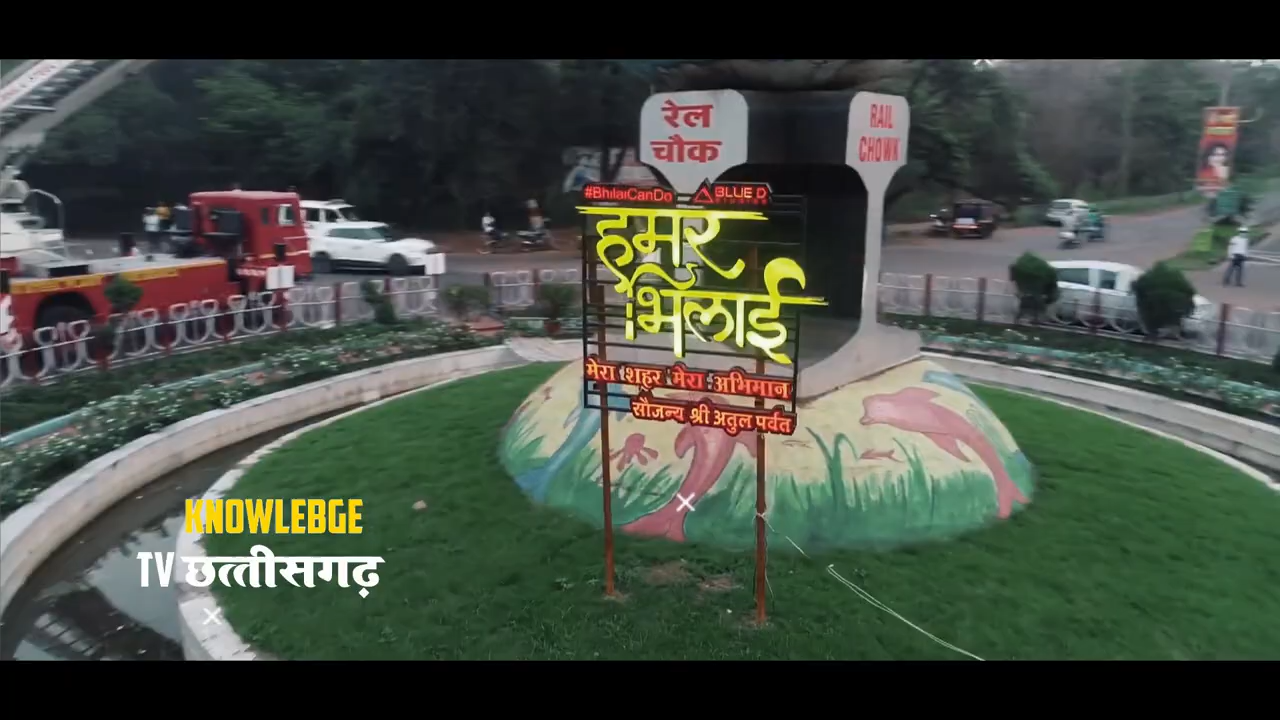 रेल
चौक
RAIL
CHOWK
#BhilaiCanDo
BLUE D
हमर
भिलाई
मेरा शहर मेरा अभिमान
सौजन्य श्री अतुल पर्वत
KNOWLEBGE
TV छत्तीसगढ़